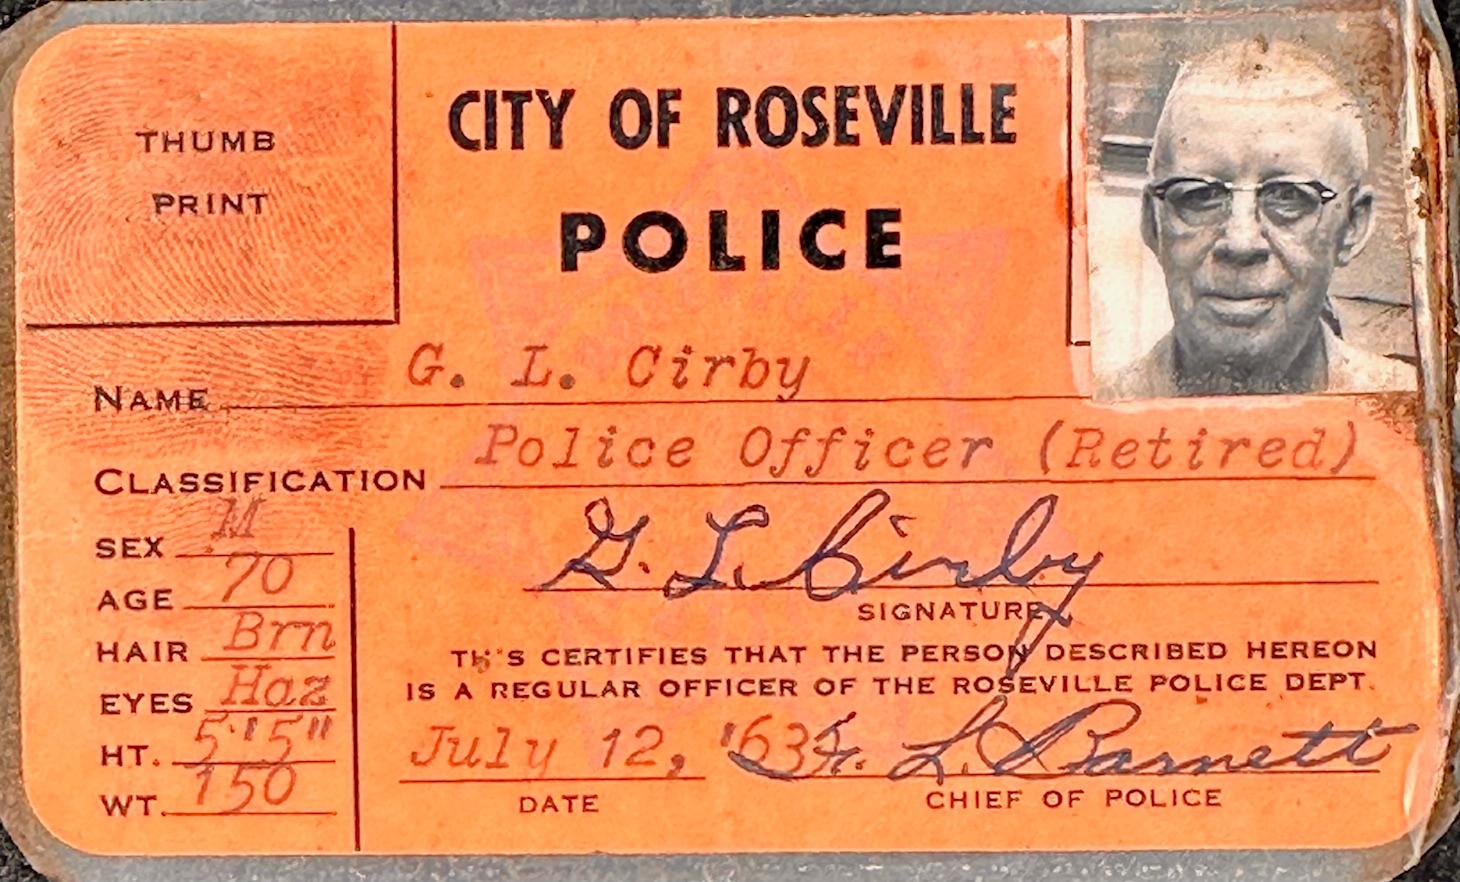 THUMB
PRINT
CITY OF ROSEVILLE
POLICE
NAME G. L. Cirby
CLASSIFICATION Police Officer (Retired)
SEX M
AGE 70
HAIR Brn
EYES Haz
HT. 5'5"
WT. 150
G. L. Cirby
SIGNATURE
THIS CERTIFIES THAT THE PERSON DESCRIBED HEREON
IS A REGULAR OFFICER OF THE ROSEVILLE POLICE DEPT.
July 12, '63 L. Barnett
DATE CHIEF OF POLICE